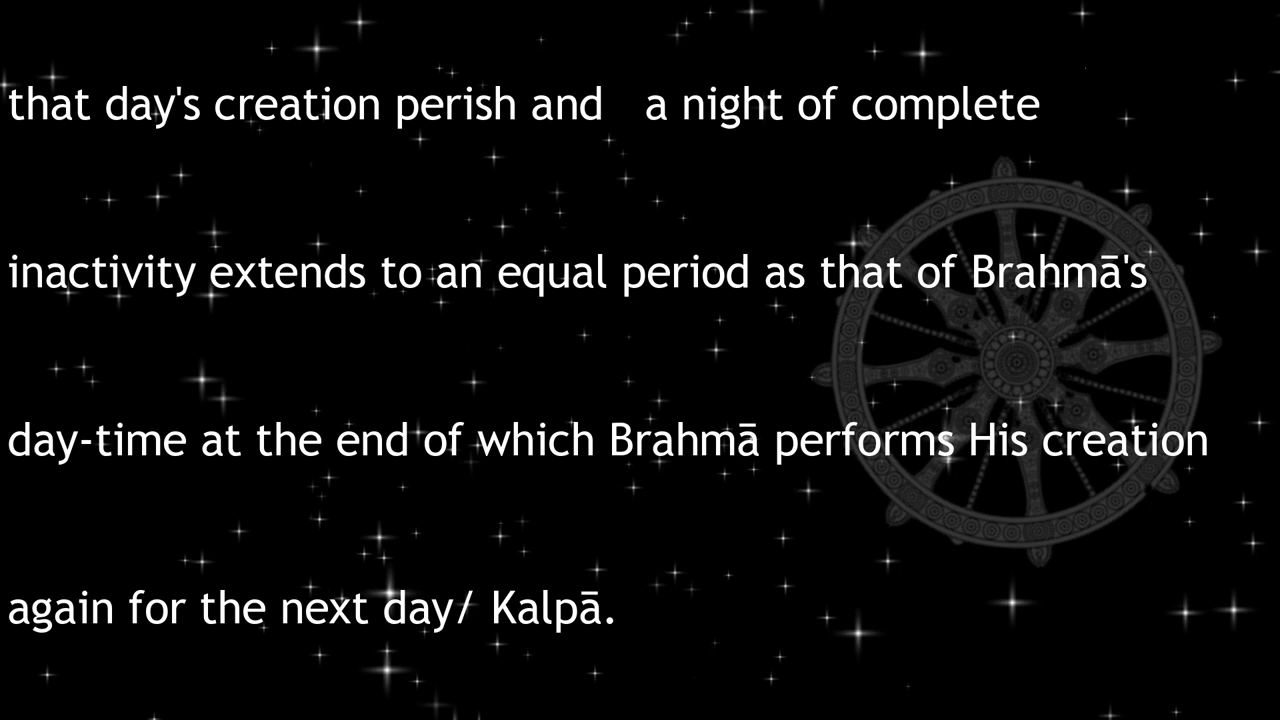 that day's creation perish and   a night of complete
inactivity extends to an equal period as that of Brahmā's
day-time at the end of which Brahmā performs His creation
again for the next day/ Kalpā.